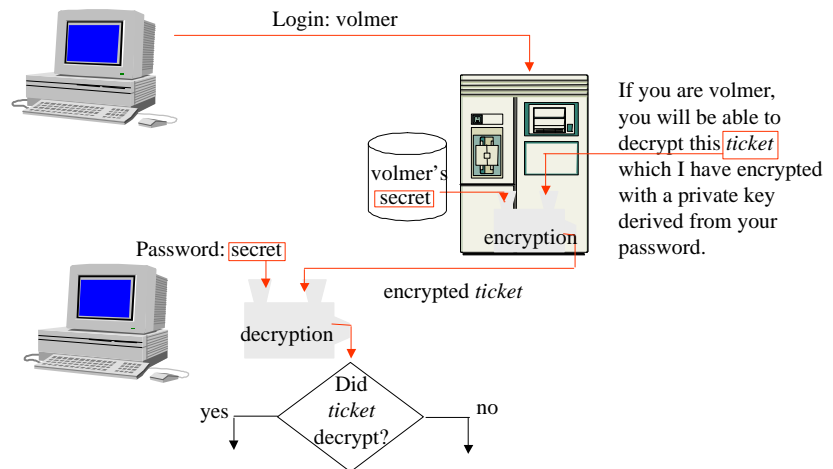 Login: volmer
If you are volmer,
you will be able to
decrypt this ticket
which I have encrypted
with a private key
derived from your
password.
volmer's
secret
encryption
Password: secret
encrypted ticket
decryption
Did
ticket
decrypt?
yes
no